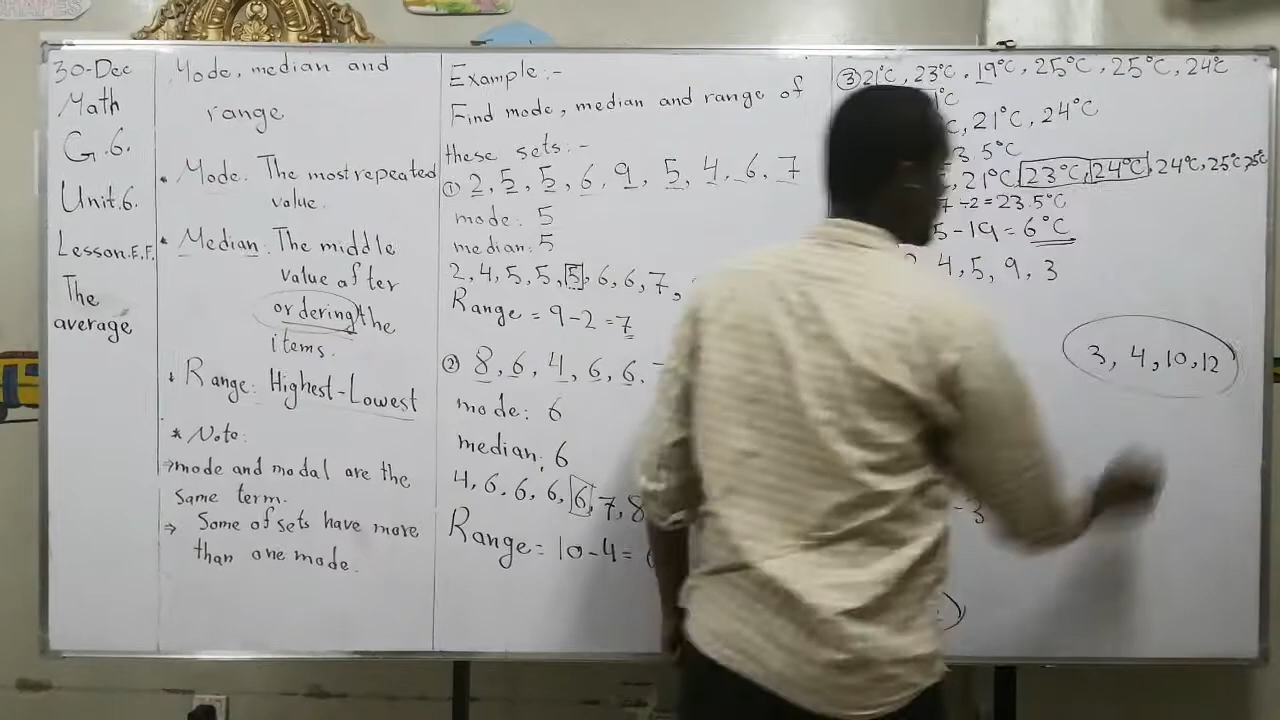 30-Dec
Math
G.6.
Unit.6.
Lesson.E.F.
The
average
Mode, median and
range
Mode. The most repeated
value.
* Median: The middle
value after
ordering the
items.
Range: Highest-Lowest
* Note:
→ mode and modal are the
same term.
→ Some of sets have more
than one mode.
Example:-
Find mode, median and range of
these sets:-
① 2, 5, 5, 6, 9, 5, 4, 6, 7
mode: 5
median: 5
2, 4, 5, 5, 5, 6, 6, 7,
Range = 9-2=7
② 8, 6, 4, 6, 6.
mode: 6
median: 6
4, 6, 6, 6, 6, 7, 8
Range = 10-4=
③ 21°C, 23°C, 19°C, 25°C, 25°C, 24°C
, 21°C, 24°C
3.5°C
, 21°C, 23°C, 24°C, 24°C, 25°C, 25°C
÷2 = 23.5°C
5-19 = 6°C
4, 5, 9, 3
3, 4, 10, 12
-3